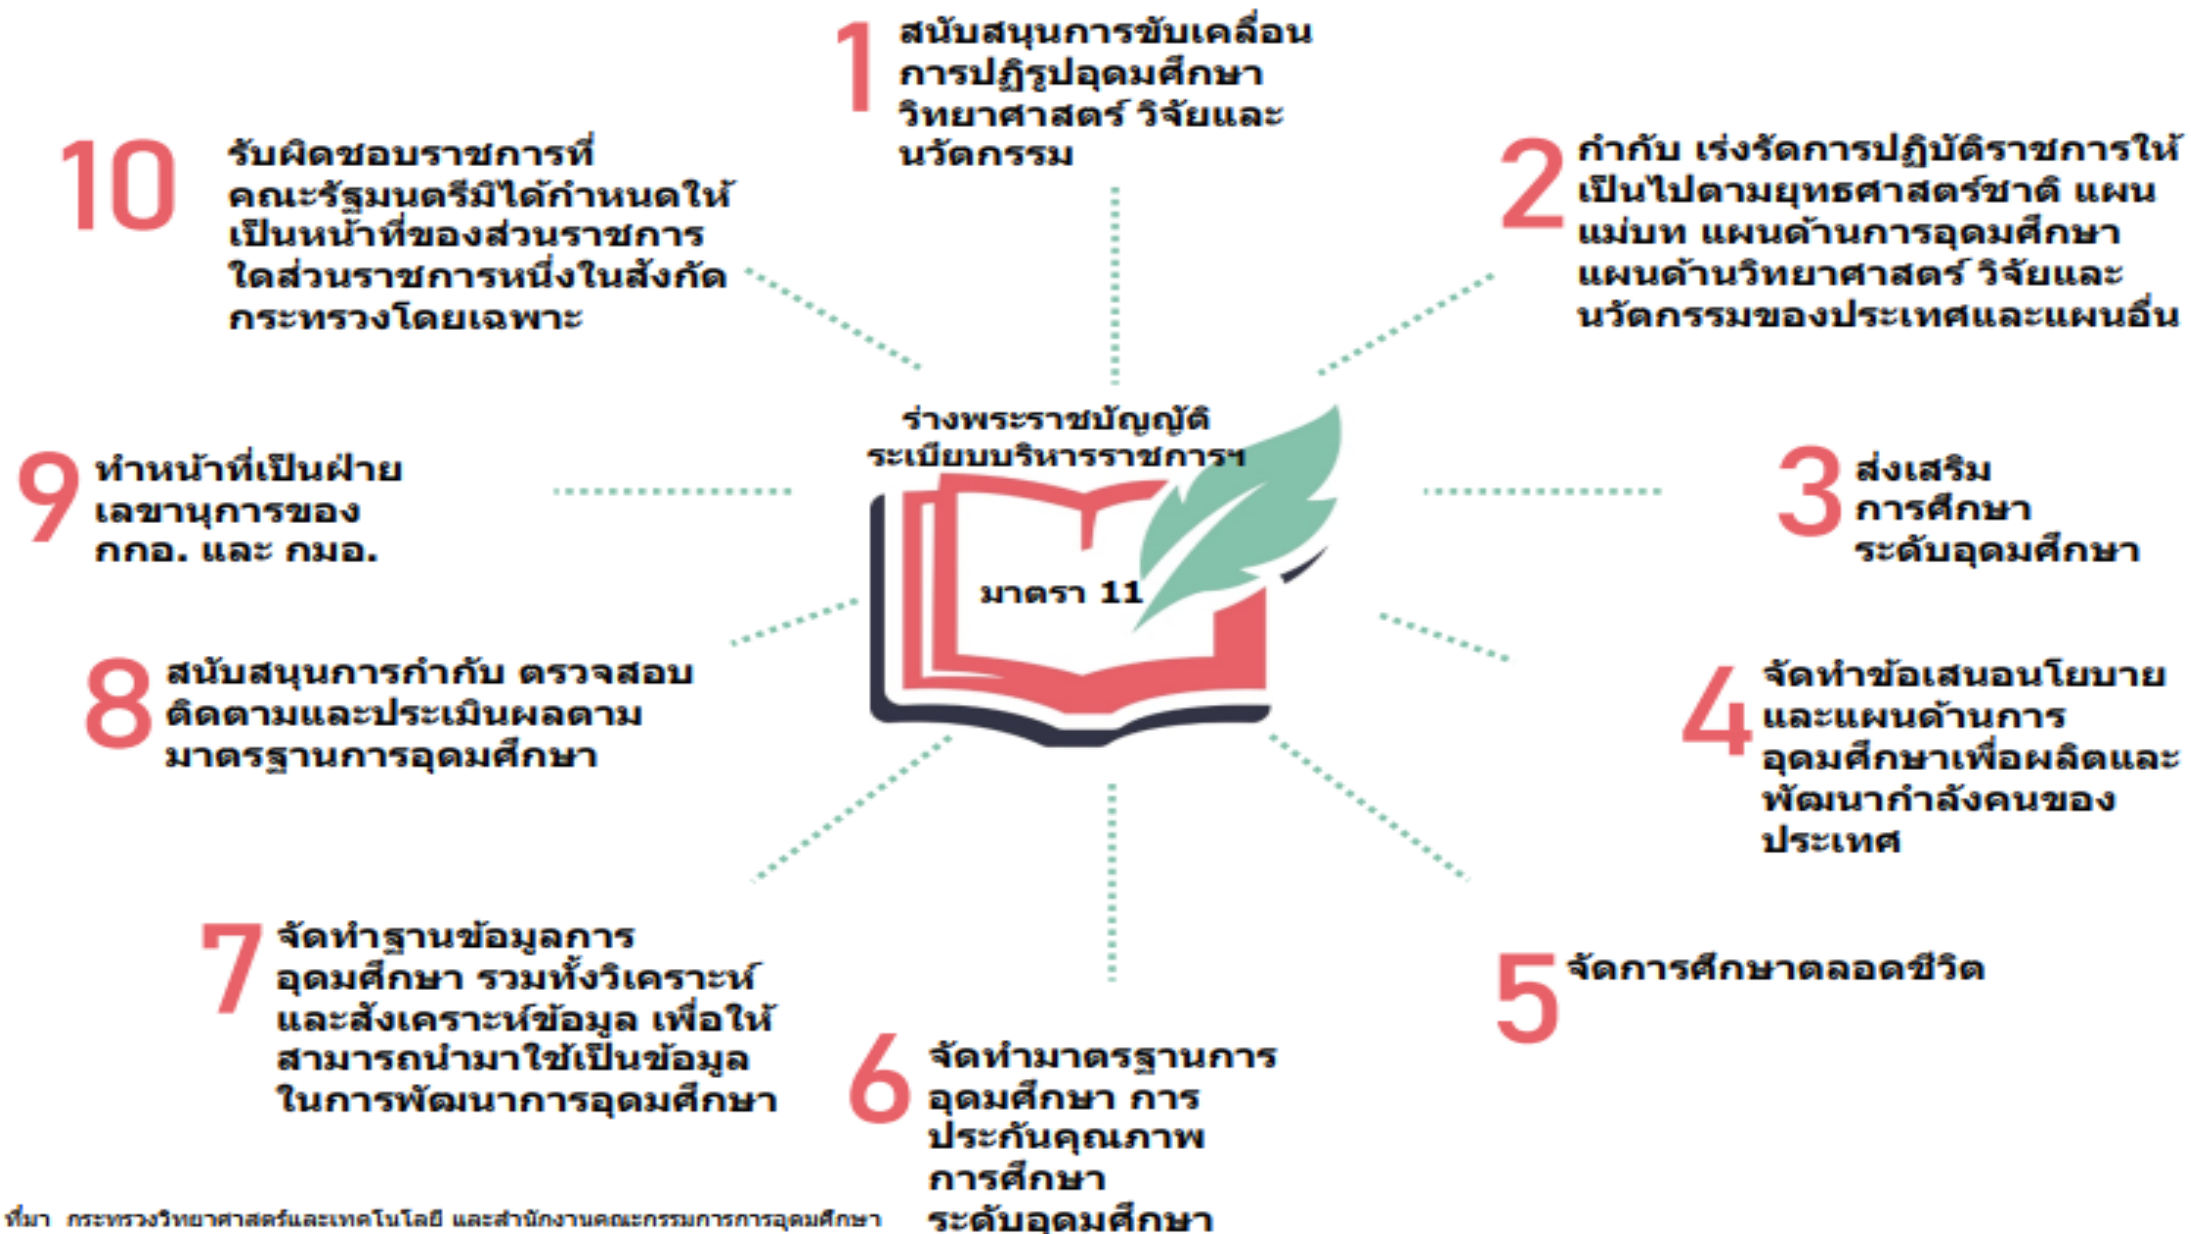 1
สนับสนุนการขับเคลื่อน
การปฏิรูปอุดมศึกษา
วิทยาศาสตร์ วิจัยและ
นวัตกรรม
2
กำกับ เร่งรัดการปฏิบัติราชการให้
เป็นไปตามยุทธศาสตร์ชาติ แผน
แม่บท แผนด้านการอุดมศึกษา
แผนด้านวิทยาศาสตร์ วิจัยและ
นวัตกรรมของประเทศและแผนอื่น
3
ส่งเสริม
การศึกษา
ระดับอุดมศึกษา
4
จัดทำข้อเสนอนโยบาย
และแผนด้านการ
อุดมศึกษาเพื่อผลิตและ
พัฒนากำลังคนของ
ประเทศ
5
จัดการศึกษาตลอดชีวิต
6
จัดทำมาตรฐานการ
อุดมศึกษา การ
ประกันคุณภาพ
การศึกษา
ระดับอุดมศึกษา
7
จัดทำฐานข้อมูลการ
อุดมศึกษา รวมทั้งวิเคราะห์
และสังเคราะห์ข้อมูล เพื่อให้
สามารถนำมาใช้เป็นข้อมูล
ในการพัฒนาการอุดมศึกษา
8
สนับสนุนการกำกับ ตรวจสอบ
ติดตามและประเมินผลตาม
มาตรฐานการอุดมศึกษา
9
ทำหน้าที่เป็นฝ่าย
เลขานุการของ
กกอ. และ กมอ.
10
รับผิดชอบราชการที่
คณะรัฐมนตรีมิได้กำหนดให้
เป็นหน้าที่ของส่วนราชการ
ใดส่วนราชการหนึ่งในสังกัด
กระทรวงโดยเฉพาะ
ร่างพระราชบัญญัติ
ระเบียบบริหารราชการฯ
มาตรา 11
ที่มา กระทรวงวิทยาศาสตร์และเทคโนโลยี และสำนักงานคณะกรรมการการอุดมศึกษา